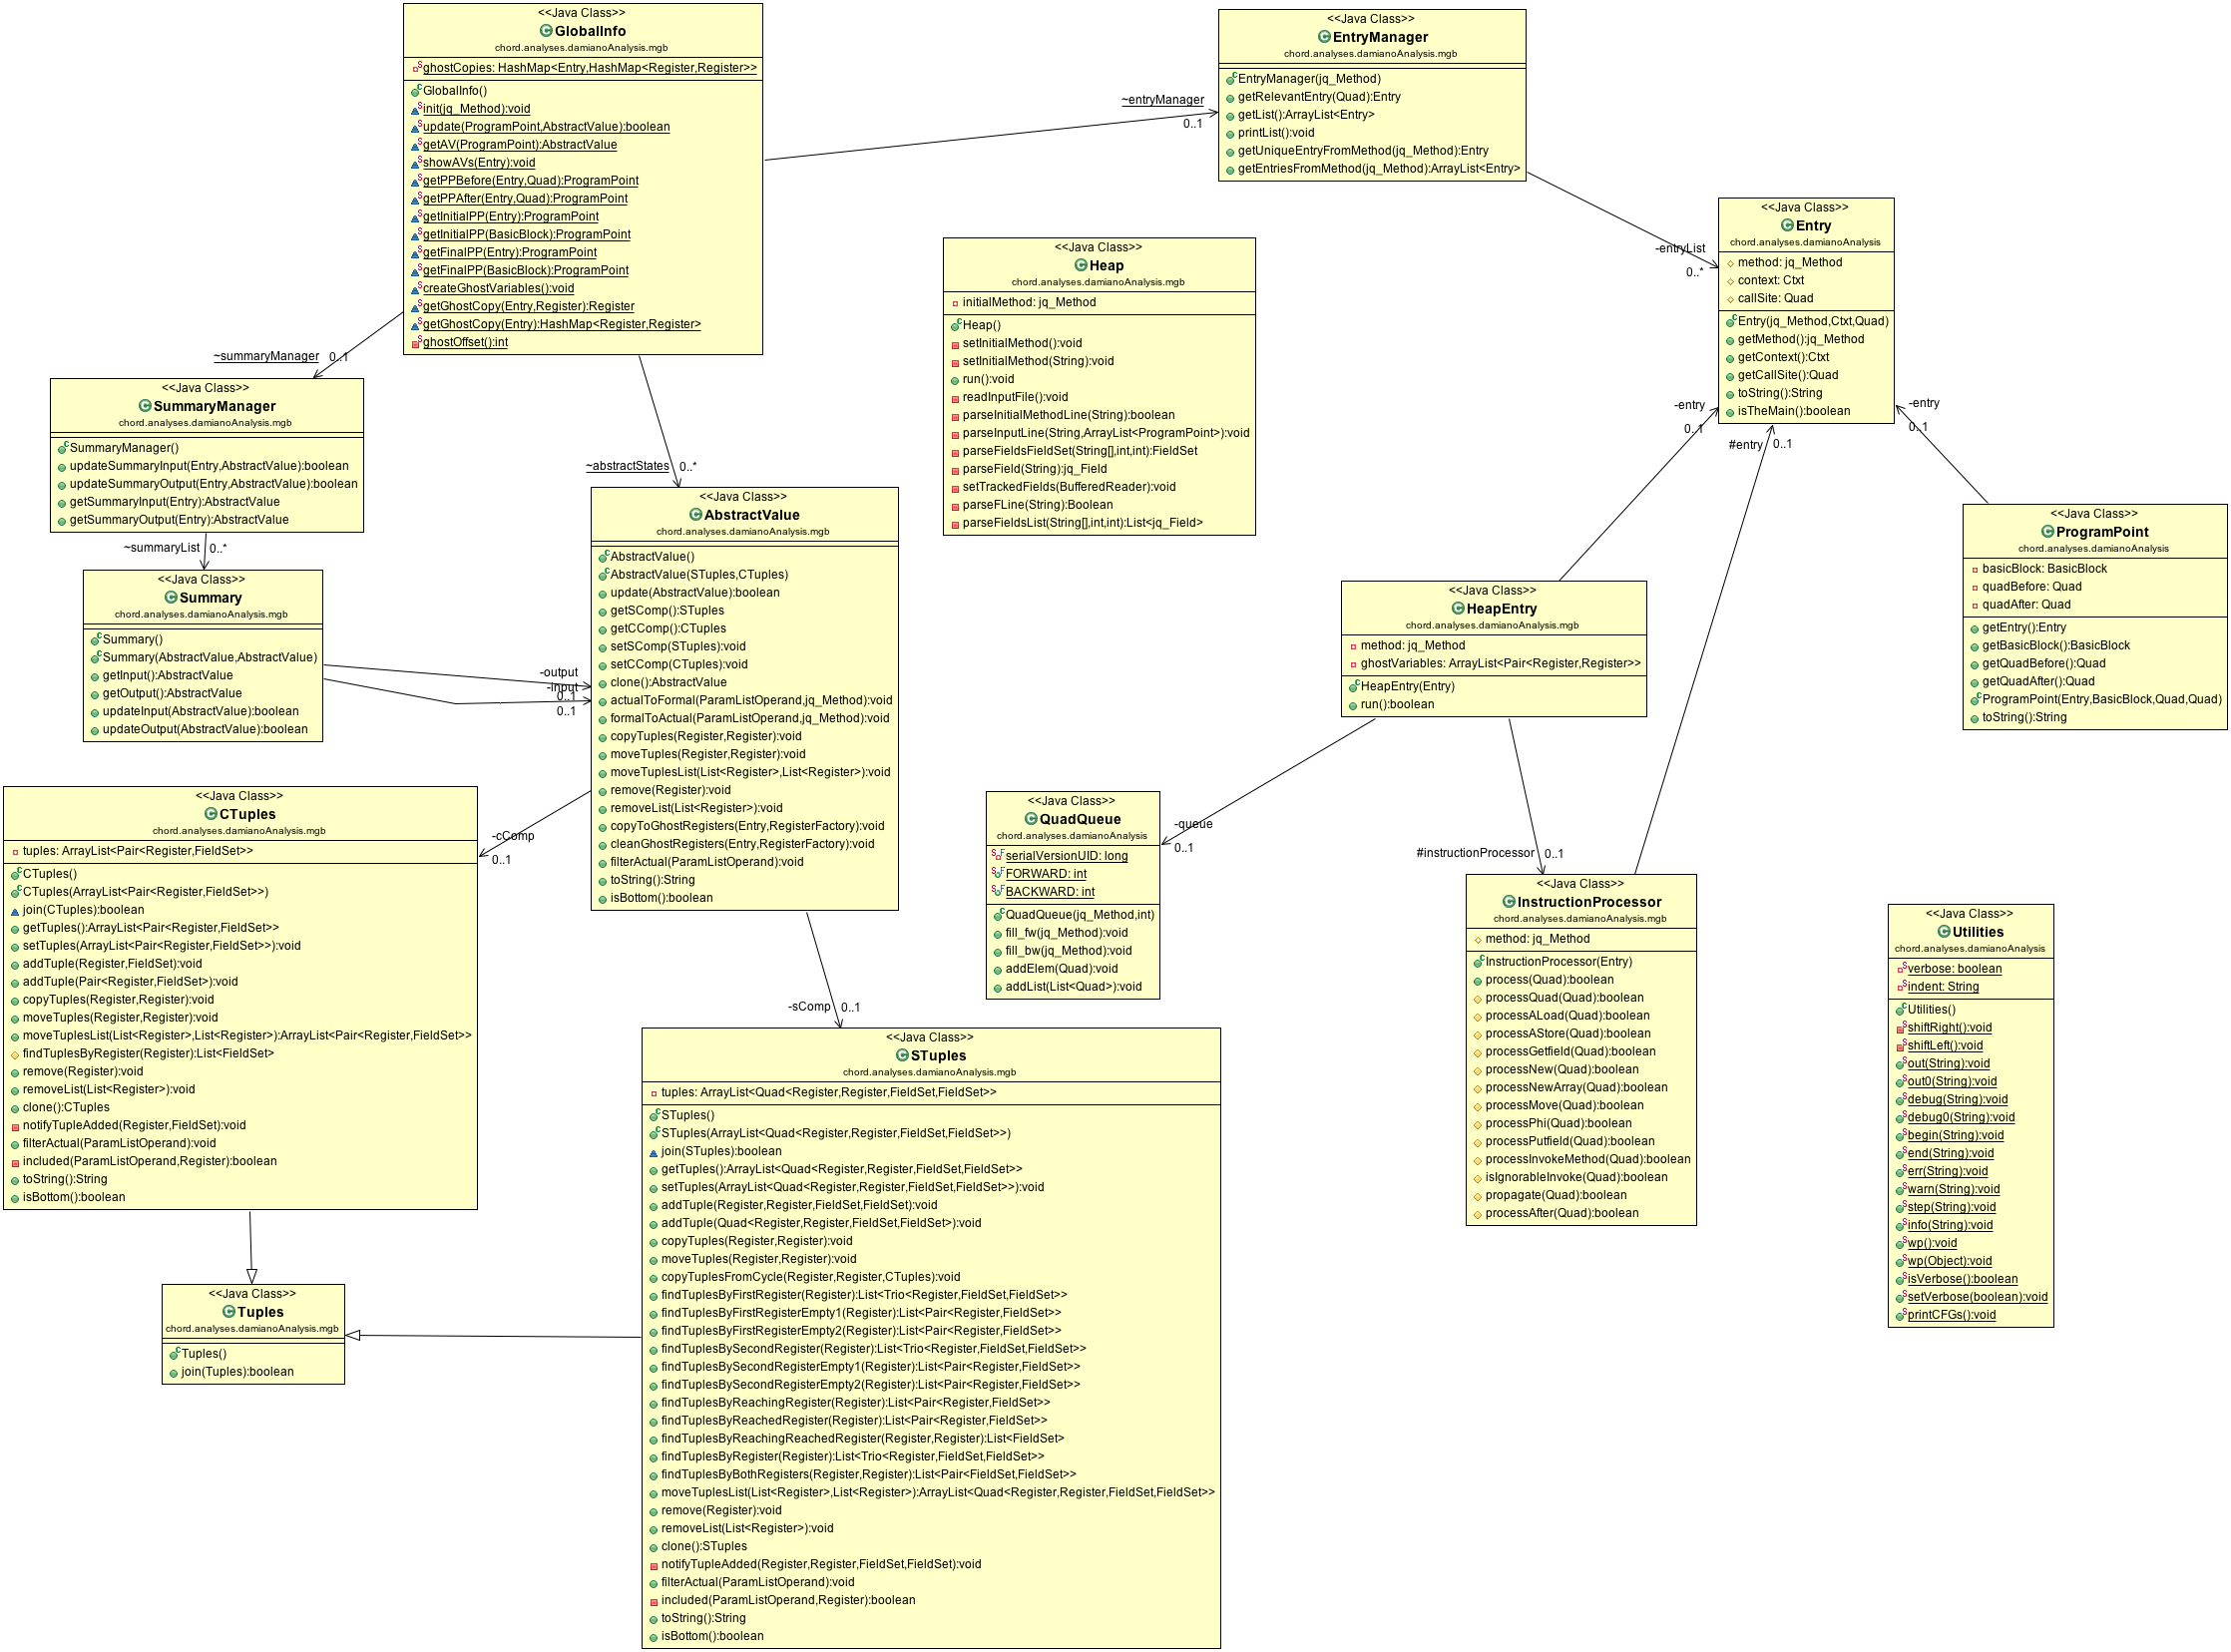 <<Java Class>>
GlobalInfo
chord.analyses.damianoAnalysis.mgb
ghostCopies: HashMap<Entry,HashMap<Register,Register>>
GlobalInfo()
init(jq_Method):void
update(ProgramPoint,AbstractValue):boolean
getAV(ProgramPoint):AbstractValue
showAVs(Entry):void
getPPBefore(Entry,Quad):ProgramPoint
getPPAfter(Entry,Quad):ProgramPoint
getInitialPP(Entry):ProgramPoint
getInitialPP(BasicBlock):ProgramPoint
getFinalPP(Entry):ProgramPoint
getFinalPP(BasicBlock):ProgramPoint
createGhostVariables():void
getGhostCopy(Entry,Register):Register
getGhostCopy(Entry):HashMap<Register,Register>
ghostOffset():int
<<Java Class>>
EntryManager
chord.analyses.damianoAnalysis.mgb
EntryManager(jq_Method)
getRelevantEntry(Quad):Entry
getList():ArrayList<Entry>
printList():void
getUniqueEntryFromMethod(jq_Method):Entry
getEntriesFromMethod(jq_Method):ArrayList<Entry>
~entryManager
0..1
-entryList
0..*
<<Java Class>>
Entry
chord.analyses.damianoAnalysis
method: jq_Method
context: Ctxt
callSite: Quad
Entry(jq_Method,Ctxt,Quad)
getMethod():jq_Method
getContext():Ctxt
getCallSite():Quad
toString():String
isTheMain():boolean
<<Java Class>>
Heap
chord.analyses.damianoAnalysis.mgb
initialMethod: jq_Method
Heap()
setInitialMethod():void
setInitialMethod(String):void
run():void
readInputFile():void
parseInitialMethodLine(String):boolean
parseInputLine(String,ArrayList<ProgramPoint>):void
parseFieldsFieldSet(String[],int,int):FieldSet
parseField(String):jq_Field
setTrackedFields(BufferedReader):void
parseFLine(String):Boolean
parseFieldsList(String[],int,int):List<jq_Field>
~summaryManager
0..1
<<Java Class>>
SummaryManager
chord.analyses.damianoAnalysis.mgb
SummaryManager()
updateSummaryInput(Entry,AbstractValue):boolean
updateSummaryOutput(Entry,AbstractValue):boolean
getSummaryInput(Entry):AbstractValue
getSummaryOutput(Entry):AbstractValue
~summaryList
0..*
<<Java Class>>
Summary
chord.analyses.damianoAnalysis.mgb
Summary()
Summary(AbstractValue,AbstractValue)
getInput():AbstractValue
getOutput():AbstractValue
updateInput(AbstractValue):boolean
updateOutput(AbstractValue):boolean
-output
0..1
-input
0..1
~abstractStates
0..*
<<Java Class>>
AbstractValue
chord.analyses.damianoAnalysis.mgb
AbstractValue()
AbstractValue(STuples,CTuples)
update(AbstractValue):boolean
getSComp():STuples
getCComp():CTuples
setSComp(STuples):void
setCComp(CTuples):void
clone():AbstractValue
actualToFormal(ParamListOperand,jq_Method):void
formalToActual(ParamListOperand,jq_Method):void
copyTuples(Register,Register):void
moveTuples(Register,Register):void
moveTuplesList(List<Register>,List<Register>):void
remove(Register):void
removeList(List<Register>):void
copyToGhostRegisters(Entry,RegisterFactory):void
cleanGhostRegisters(Entry,RegisterFactory):void
filterActual(ParamListOperand):void
toString():String
isBottom():boolean
-entry
0..1
#entry
0..1
-entry
0..1
<<Java Class>>
ProgramPoint
chord.analyses.damianoAnalysis
basicBlock: BasicBlock
quadBefore: Quad
quadAfter: Quad
getEntry():Entry
getBasicBlock():BasicBlock
getQuadBefore():Quad
getQuadAfter():Quad
ProgramPoint(Entry,BasicBlock,Quad,Quad)
toString():String
<<Java Class>>
HeapEntry
chord.analyses.damianoAnalysis.mgb
method: jq_Method
ghostVariables: ArrayList<Pair<Register,Register>>
HeapEntry(Entry)
run():boolean
-queue
0..1
#instructionProcessor
0..1
<<Java Class>>
QuadQueue
chord.analyses.damianoAnalysis
serialVersionUID: long
FORWARD: int
BACKWARD: int
QuadQueue(jq_Method,int)
fill_fw(jq_Method):void
fill_bw(jq_Method):void
addElem(Quad):void
addList(List<Quad>):void
<<Java Class>>
InstructionProcessor
chord.analyses.damianoAnalysis.mgb
method: jq_Method
InstructionProcessor(Entry)
process(Quad):boolean
processQuad(Quad):boolean
processALoad(Quad):boolean
processAStore(Quad):boolean
processGetfield(Quad):boolean
processNew(Quad):boolean
processNewArray(Quad):boolean
processMove(Quad):boolean
processPhi(Quad):boolean
processPutfield(Quad):boolean
processInvokeMethod(Quad):boolean
isIgnorableInvoke(Quad):boolean
propagate(Quad):boolean
processAfter(Quad):boolean
<<Java Class>>
Utilities
chord.analyses.damianoAnalysis
verbose: boolean
indent: String
Utilities()
shiftRight():void
shiftLeft():void
out(String):void
out0(String):void
debug(String):void
debug0(String):void
begin(String):void
end(String):void
err(String):void
warn(String):void
step(String):void
info(String):void
wp():void
wp(Object):void
isVerbose():boolean
setVerbose(boolean):void
printCFGs():void
-cComp
0..1
<<Java Class>>
CTuples
chord.analyses.damianoAnalysis.mgb
tuples: ArrayList<Pair<Register,FieldSet>>
CTuples()
CTuples(ArrayList<Pair<Register,FieldSet>>)
join(CTuples):boolean
getTuples():ArrayList<Pair<Register,FieldSet>>
setTuples(ArrayList<Pair<Register,FieldSet>>):void
addTuple(Register,FieldSet):void
addTuple(Pair<Register,FieldSet>):void
copyTuples(Register,Register):void
moveTuples(Register,Register):void
moveTuplesList(List<Register>,List<Register>):ArrayList<Pair<Register,FieldSet>>
findTuplesByRegister(Register):List<FieldSet>
remove(Register):void
removeList(List<Register>):void
clone():CTuples
notifyTupleAdded(Register,FieldSet):void
filterActual(ParamListOperand):void
included(ParamListOperand,Register):boolean
toString():String
isBottom():boolean
<<Java Class>>
Tuples
chord.analyses.damianoAnalysis.mgb
Tuples()
join(Tuples):boolean
-sComp
0..1
<<Java Class>>
STuples
chord.analyses.damianoAnalysis.mgb
tuples: ArrayList<Quad<Register,Register,FieldSet,FieldSet>>
STuples()
STuples(ArrayList<Quad<Register,Register,FieldSet,FieldSet>>)
join(STuples):boolean
getTuples():ArrayList<Quad<Register,Register,FieldSet,FieldSet>>
setTuples(ArrayList<Quad<Register,Register,FieldSet,FieldSet>>):void
addTuple(Register,Register,FieldSet,FieldSet):void
addTuple(Quad<Register,Register,FieldSet,FieldSet>):void
copyTuples(Register,Register):void
moveTuples(Register,Register):void
copyTuplesFromCycle(Register,Register,CTuples):void
findTuplesByFirstRegister(Register):List<Trio<Register,FieldSet,FieldSet>>
findTuplesByFirstRegisterEmpty1(Register):List<Pair<Register,FieldSet>>
findTuplesByFirstRegisterEmpty2(Register):List<Pair<Register,FieldSet>>
findTuplesBySecondRegister(Register):List<Trio<Register,FieldSet,FieldSet>>
findTuplesBySecondRegisterEmpty1(Register):List<Pair<Register,FieldSet>>
findTuplesBySecondRegisterEmpty2(Register):List<Pair<Register,FieldSet>>
findTuplesByReachingRegister(Register):List<Pair<Register,FieldSet>>
findTuplesByReachedRegister(Register):List<Pair<Register,FieldSet>>
findTuplesByReachingReachedRegister(Register,Register):List<FieldSet>
findTuplesByRegister(Register):List<Trio<Register,FieldSet,FieldSet>>
findTuplesByBothRegisters(Register,Register):List<Pair<FieldSet,FieldSet>>
moveTuplesList(List<Register>,List<Register>):ArrayList<Quad<Register,Register,FieldSet,FieldSet>>
remove(Register):void
removeList(List<Register>):void
clone():STuples
notifyTupleAdded(Register,Register,FieldSet,FieldSet):void
filterActual(ParamListOperand):void
included(ParamListOperand,Register):boolean
toString():String
isBottom():boolean